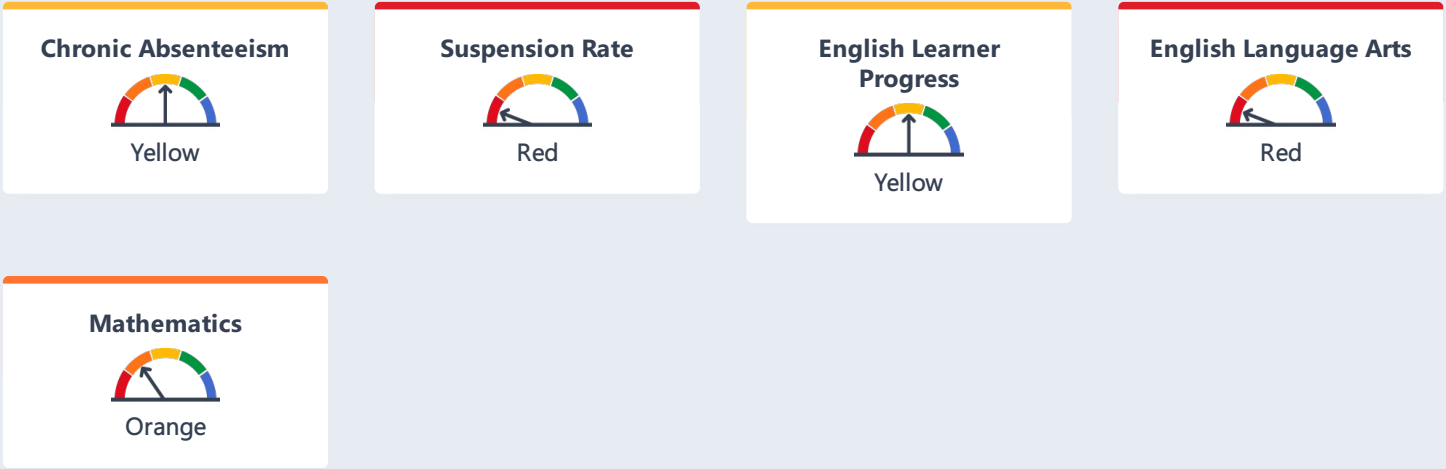 Chronic Absenteeism
Yellow
Suspension Rate
Red
English Learner
Progress
Yellow
English Language Arts
Red
Mathematics
Orange